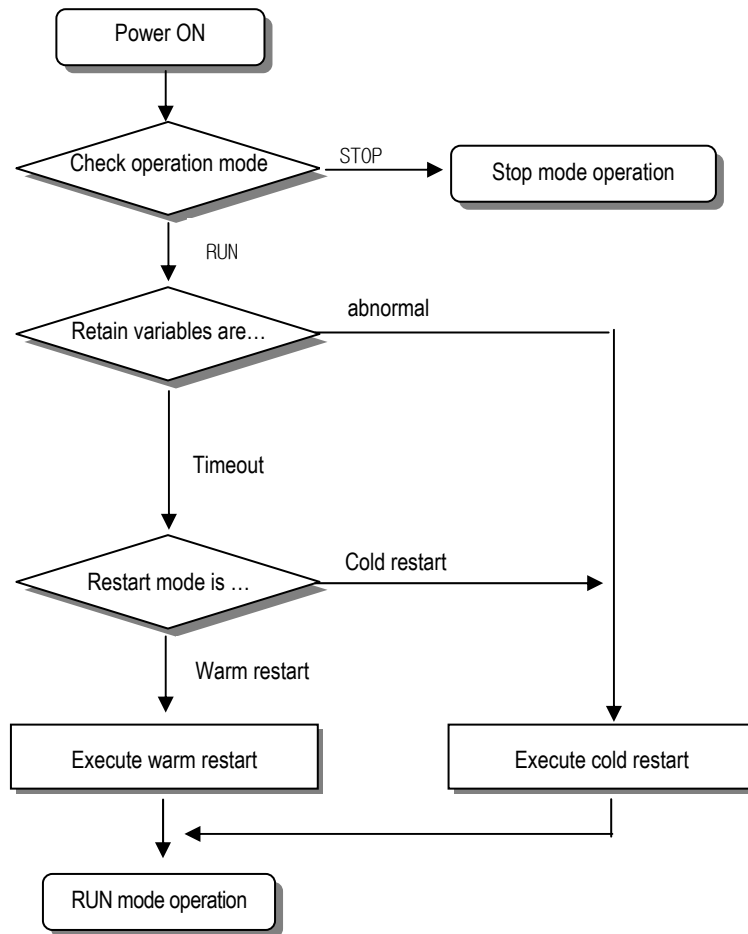 Power ON
Check operation mode
STOP
Stop mode operation
RUN
Retain variables are…
abnormal
Timeout
Restart mode is …
Cold restart
Warm restart
Execute warm restart
Execute cold restart
RUN mode operation